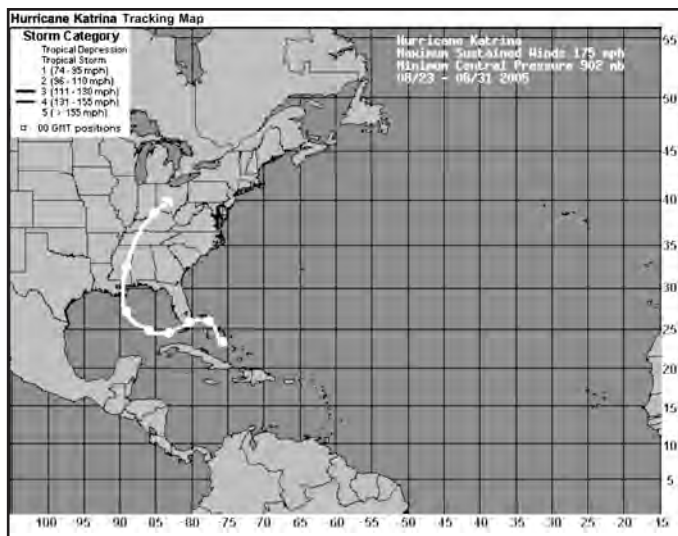 Hurricane Katrina Tracking Map
Storm Category
Tropical Depression
Tropical Storm
1 (74 - 95 mph)
2 (96 - 110 mph)
3 (111 - 130 mph)
4 (131 - 155 mph)
5 ( > 155 mph)
00 GMT positions
Hurricane Katrina
Maximum Sustained Winds 175 mph
Minimum Central Pressure 902 mb
08/23 - 08/31 2005
65
50
45
40
35
30
25
20
15
10
5
100 95 90 85 80 75 70 65 60 55 50 45 40 35 30 25 20 15